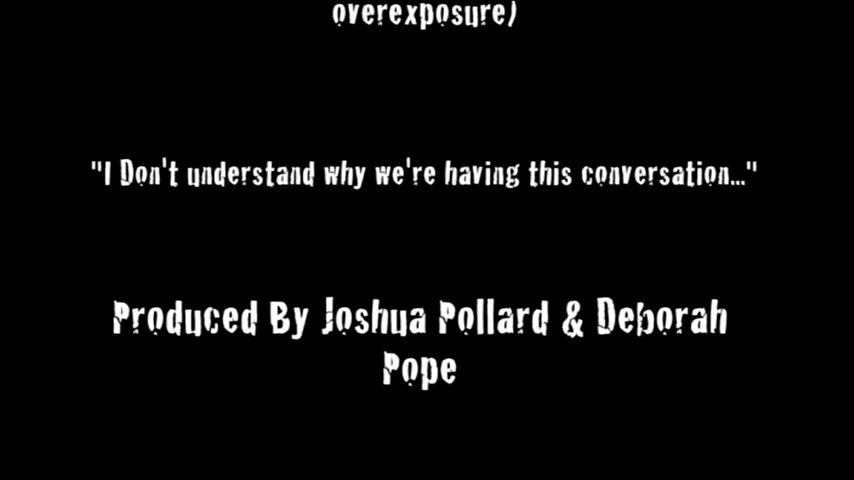 overexposure)
"I Don't understand why we're having this conversation..."
Produced By Joshua Pollard & Deborah
Pope